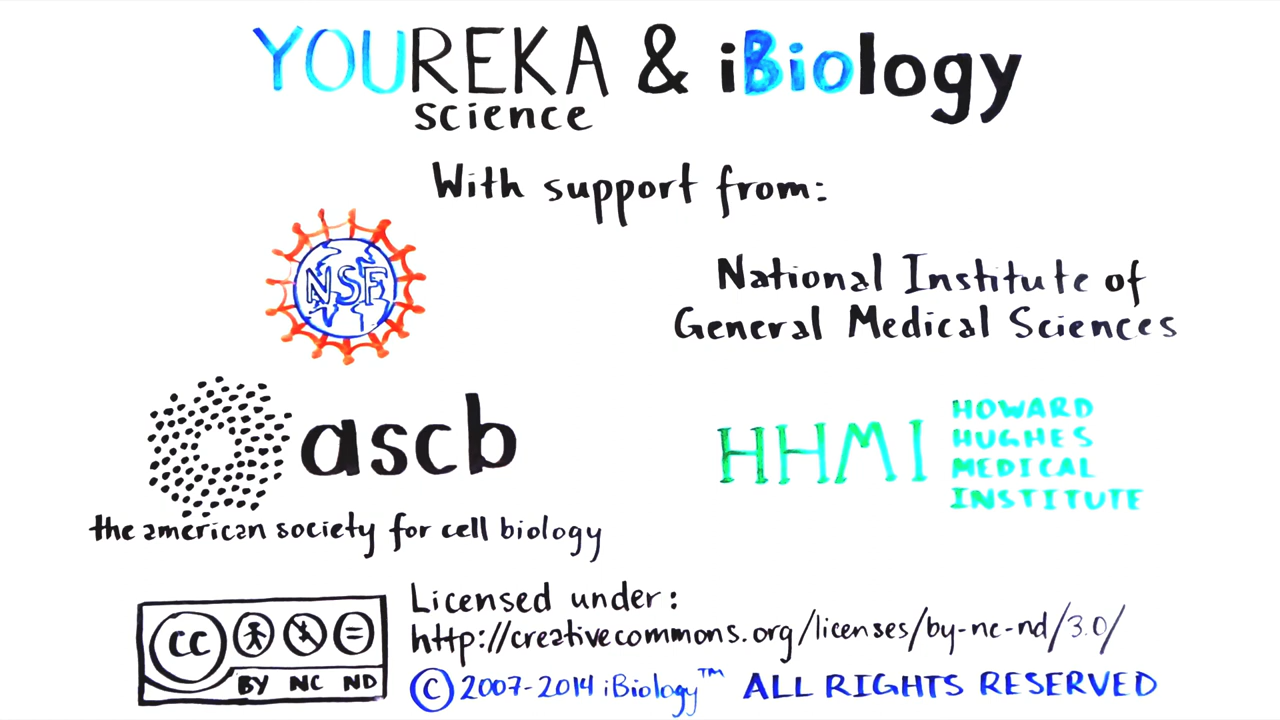 YOUREKA & iBiology
science
With support from:
NSF
National Institute of
General Medical Sciences
ascb
the american society for cell biology
HHMI
HOWARD
HUGHES
MEDICAL
INSTITUTE
cc
BY NC ND
Licensed under:
http://creativecommons.org/licenses/by-nc-nd/3.0/
© 2007-2014 iBiology™ ALL RIGHTS RESERVED